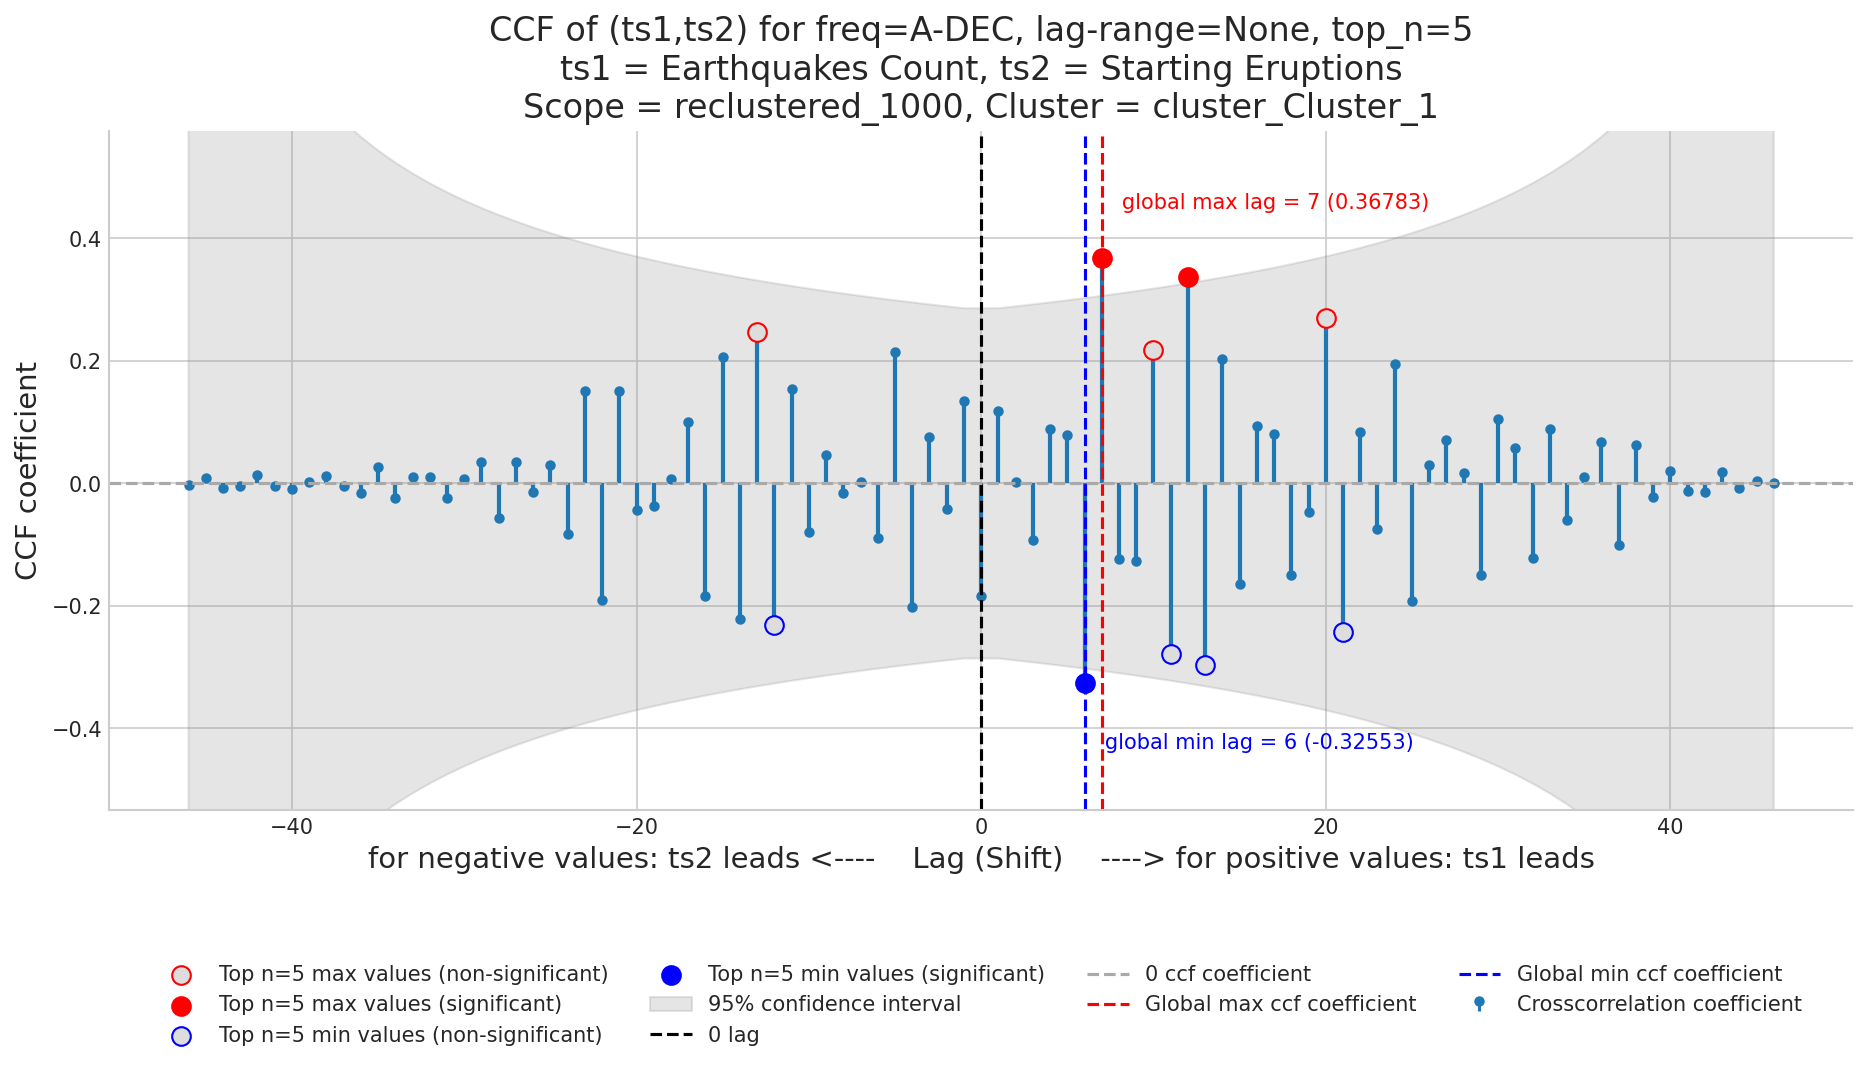 CCF of (ts1,ts2) for freq=A-DEC, lag-range=None, top_n=5
ts1 = Earthquakes Count, ts2 = Starting Eruptions
Scope = reclustered_1000, Cluster = cluster_Cluster_1
global max lag = 7 (0.36783)
0.4
0.2
0.0
−0.2
−0.4
CCF coefficient
global min lag = 6 (-0.32553)
−40
−20
0
20
40
for negative values: ts2 leads <----    Lag (Shift)    ----> for positive values: ts1 leads
Top n=5 max values (non-significant)
Top n=5 max values (significant)
Top n=5 min values (non-significant)
Top n=5 min values (significant)
95% confidence interval
0 lag
0 ccf coefficient
Global max ccf coefficient
Global min ccf coefficient
Crosscorrelation coefficient